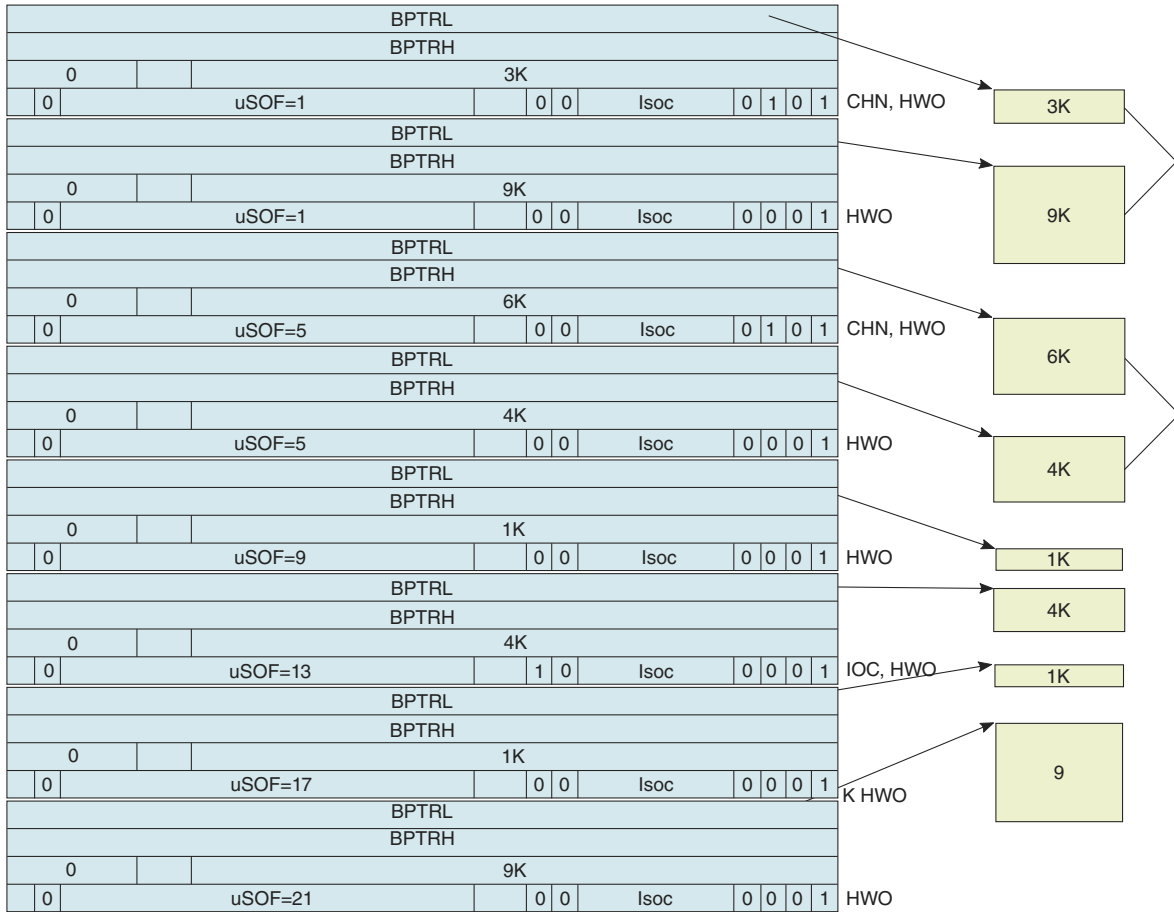 BPTRL
BPTRH
0 3K
0 uSOF=1 0 0 Isoc 0 1 0 1 CHN, HWO
3K
BPTRL
BPTRH
0 9K
0 uSOF=1 0 0 Isoc 0 0 0 1 HWO
9K
BPTRL
BPTRH
0 6K
0 uSOF=5 0 0 Isoc 0 1 0 1 CHN, HWO
6K
BPTRL
BPTRH
0 4K
0 uSOF=5 0 0 Isoc 0 0 0 1 HWO
4K
BPTRL
BPTRH
0 1K
0 uSOF=9 0 0 Isoc 0 0 0 1 HWO
1K
BPTRL
BPTRH
0 4K
0 uSOF=13 1 0 Isoc 0 0 0 1 IOC, HWO
4K
BPTRL
BPTRH
0 1K
0 uSOF=17 0 0 Isoc 0 0 0 1 K HWO
1K
BPTRL
BPTRH
0 9K
0 uSOF=21 0 0 Isoc 0 0 0 1 HWO
9